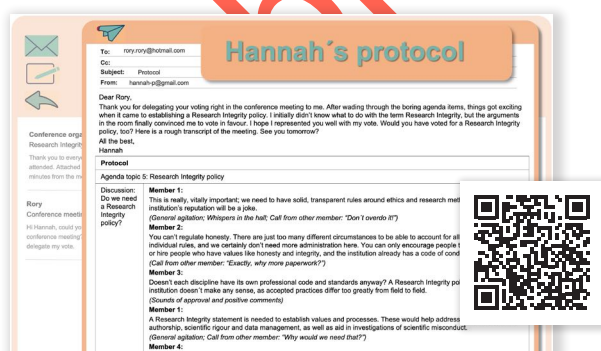 Hannah´s protocol
To: rory.rory@hotmail.com
Cc:
Subject: Protocol
From: hannah-p@gmail.com
Dear Rory,
Thank you for delegating your voting right in the conference meeting to me. After wading through the boring agenda items, things got exciting
when it came to establishing a Research Integrity policy. I initially didn´t know what to do with the term Research Integrity, but the arguments
in the room finally convinced me to vote in favour. I hope I represented you well with my vote. Would you have voted for a Research Integrity
policy, too? Here is a rough transcript of the meeting. See you tomorrow?
All the best,
Hannah
Conference orga
Research Integrity
Thank you to everyo
attended. Attached
minutes from the m
Rory
Conference meeti
Hi Hannah, could yo
conference meeting?
delegate my vote.
Protocol
Agenda topic 5: Research Integrity policy
Discussion:
Do we need
a Research
Integrity
policy?
Member 1:
This is really, vitally important; we need to have solid, transparent rules around ethics and research met
institution's reputation will be a joke.
(General agitation; Whispers in the hall; Call from other member: "Don´t overdo it!")
Member 2:
You can't regulate honesty. There are just too many different circumstances to be able to account for all
individual rules, and we certainly don't need more administration here. You can only encourage people t
or hire people who have values like honesty and integrity, and the institution already has a code of cond
(Call from other member: "Exactly, why more paperwork?")
Member 3:
Doesn't each discipline have its own professional code and standards anyway? A Research Integrity po
institution doesn´t make any sense, as accepted practices differ too greatly from field to field.
(Sounds of approval and positive comments)
Member 1:
A Research Integrity statement is needed to establish values and processes. These would help address
authorship, scientific rigour and data management, as well as aid in investigations of scientific misconduct.
(General agitation; Call from other member: "Why would we need that?")
Member 4: